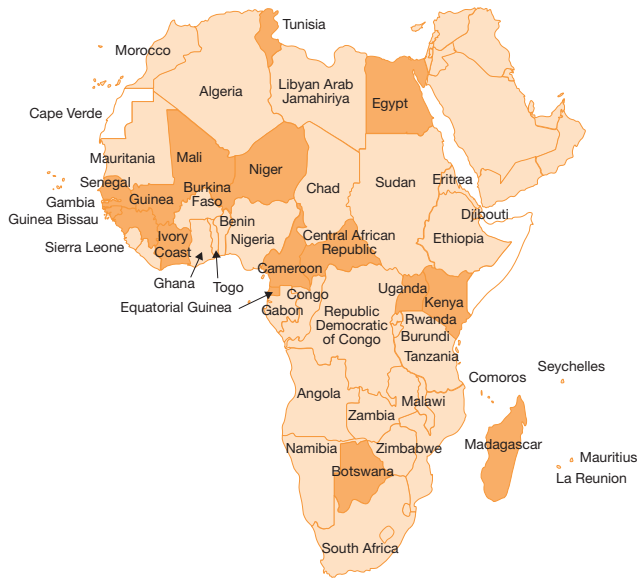 Tunisia
Morocco
Algeria
Libyan Arab
Jamahiriya
Egypt
Cape Verde
Mauritania
Mali
Niger
Chad
Sudan
Eritrea
Senegal
Gambia
Guinea
Guinea Bissau
Burkina
Faso
Benin
Nigeria
Djibouti
Ethiopia
Sierra Leone
Ivory
Coast
Central African
Republic
Cameroon
Ghana
Togo
Equatorial Guinea
Congo
Gabon
Republic
Democratic
of Congo
Uganda
Kenya
Rwanda
Burundi
Tanzania
Seychelles
Comoros
Angola
Malawi
Zambia
Namibia
Zimbabwe
Botswana
Madagascar
Mauritius
La Reunion
South Africa